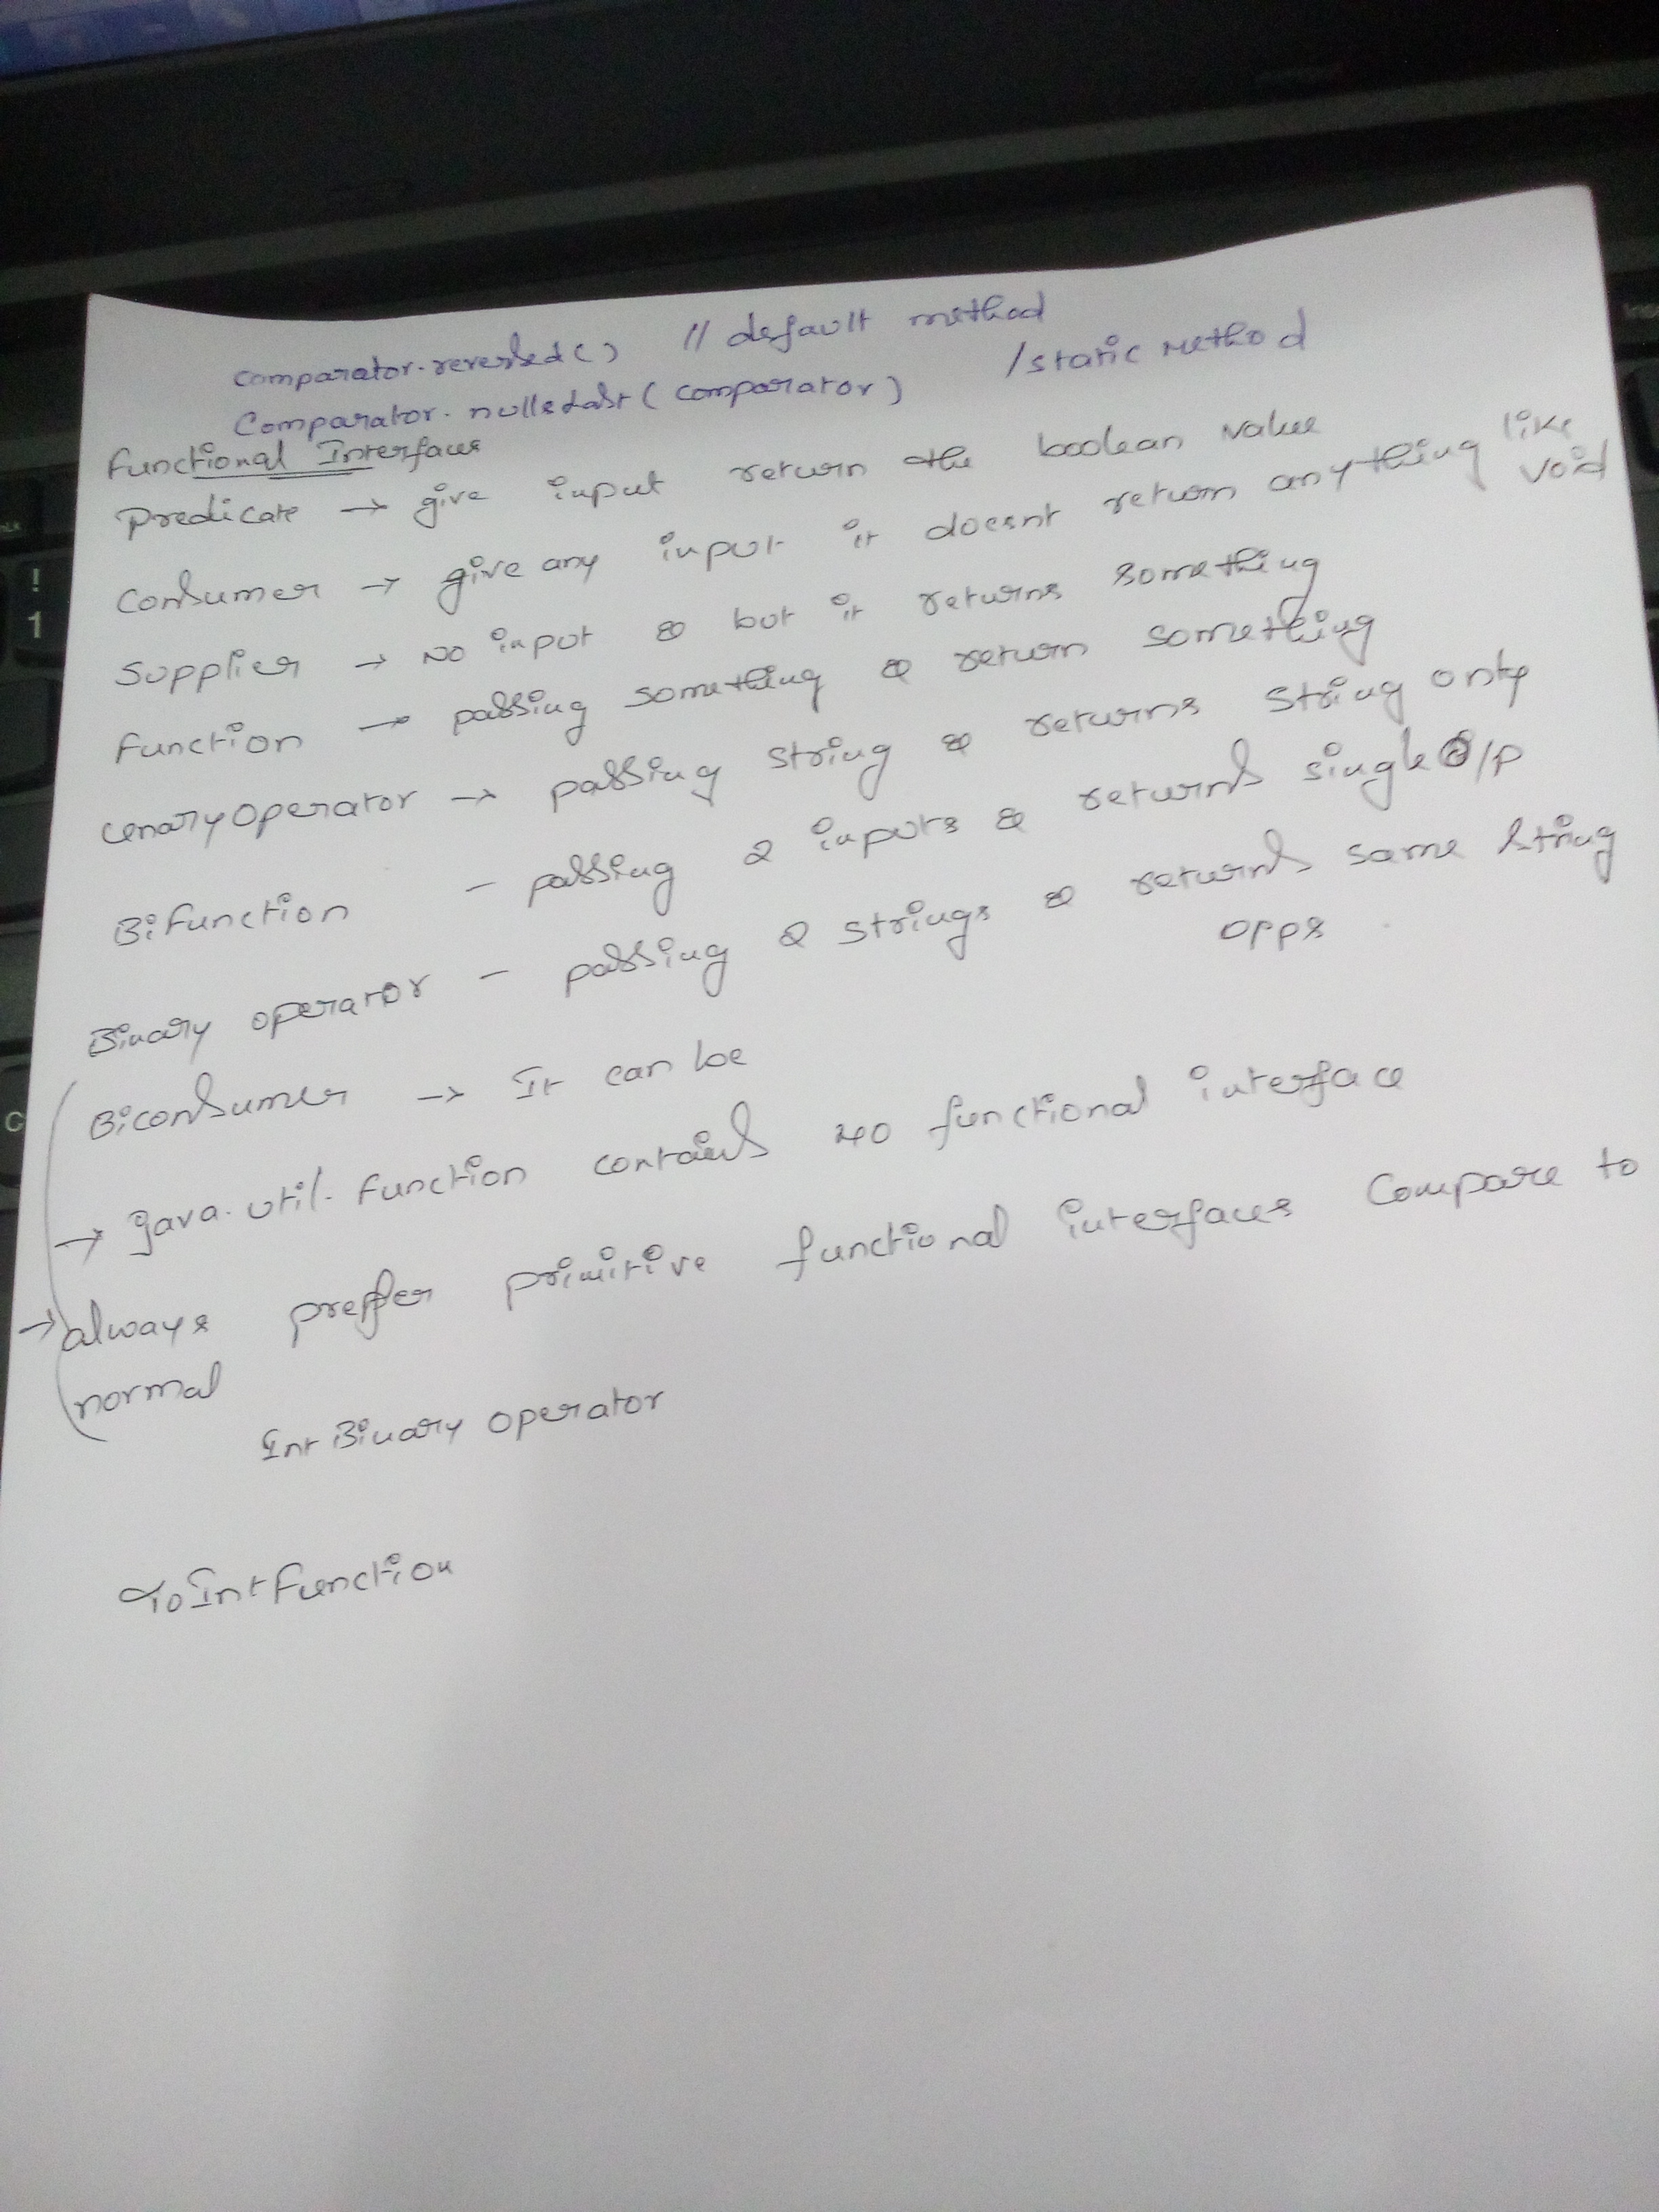 comparator.reversed() // default method
Comparator.nullsLast(comparator) /static Method
Functional Interfaces
Predicate → give input return the boolean value
Consumer → give any input it doesnt return anything like void
Supplier → No input & but it returns something
Function → passing something & return something
UnaryOperator → passing string & returns string only
BiFunction - passing 2 inputs & returns single o/p
Binary operator - passing 2 strings & returns same string
opps
Biconsumer → It can be
→ java.util.function contains 40 functional interface
→ always preffer primitive functional interfaces Compare to
normal
Int Binary operator
ToIntFunction